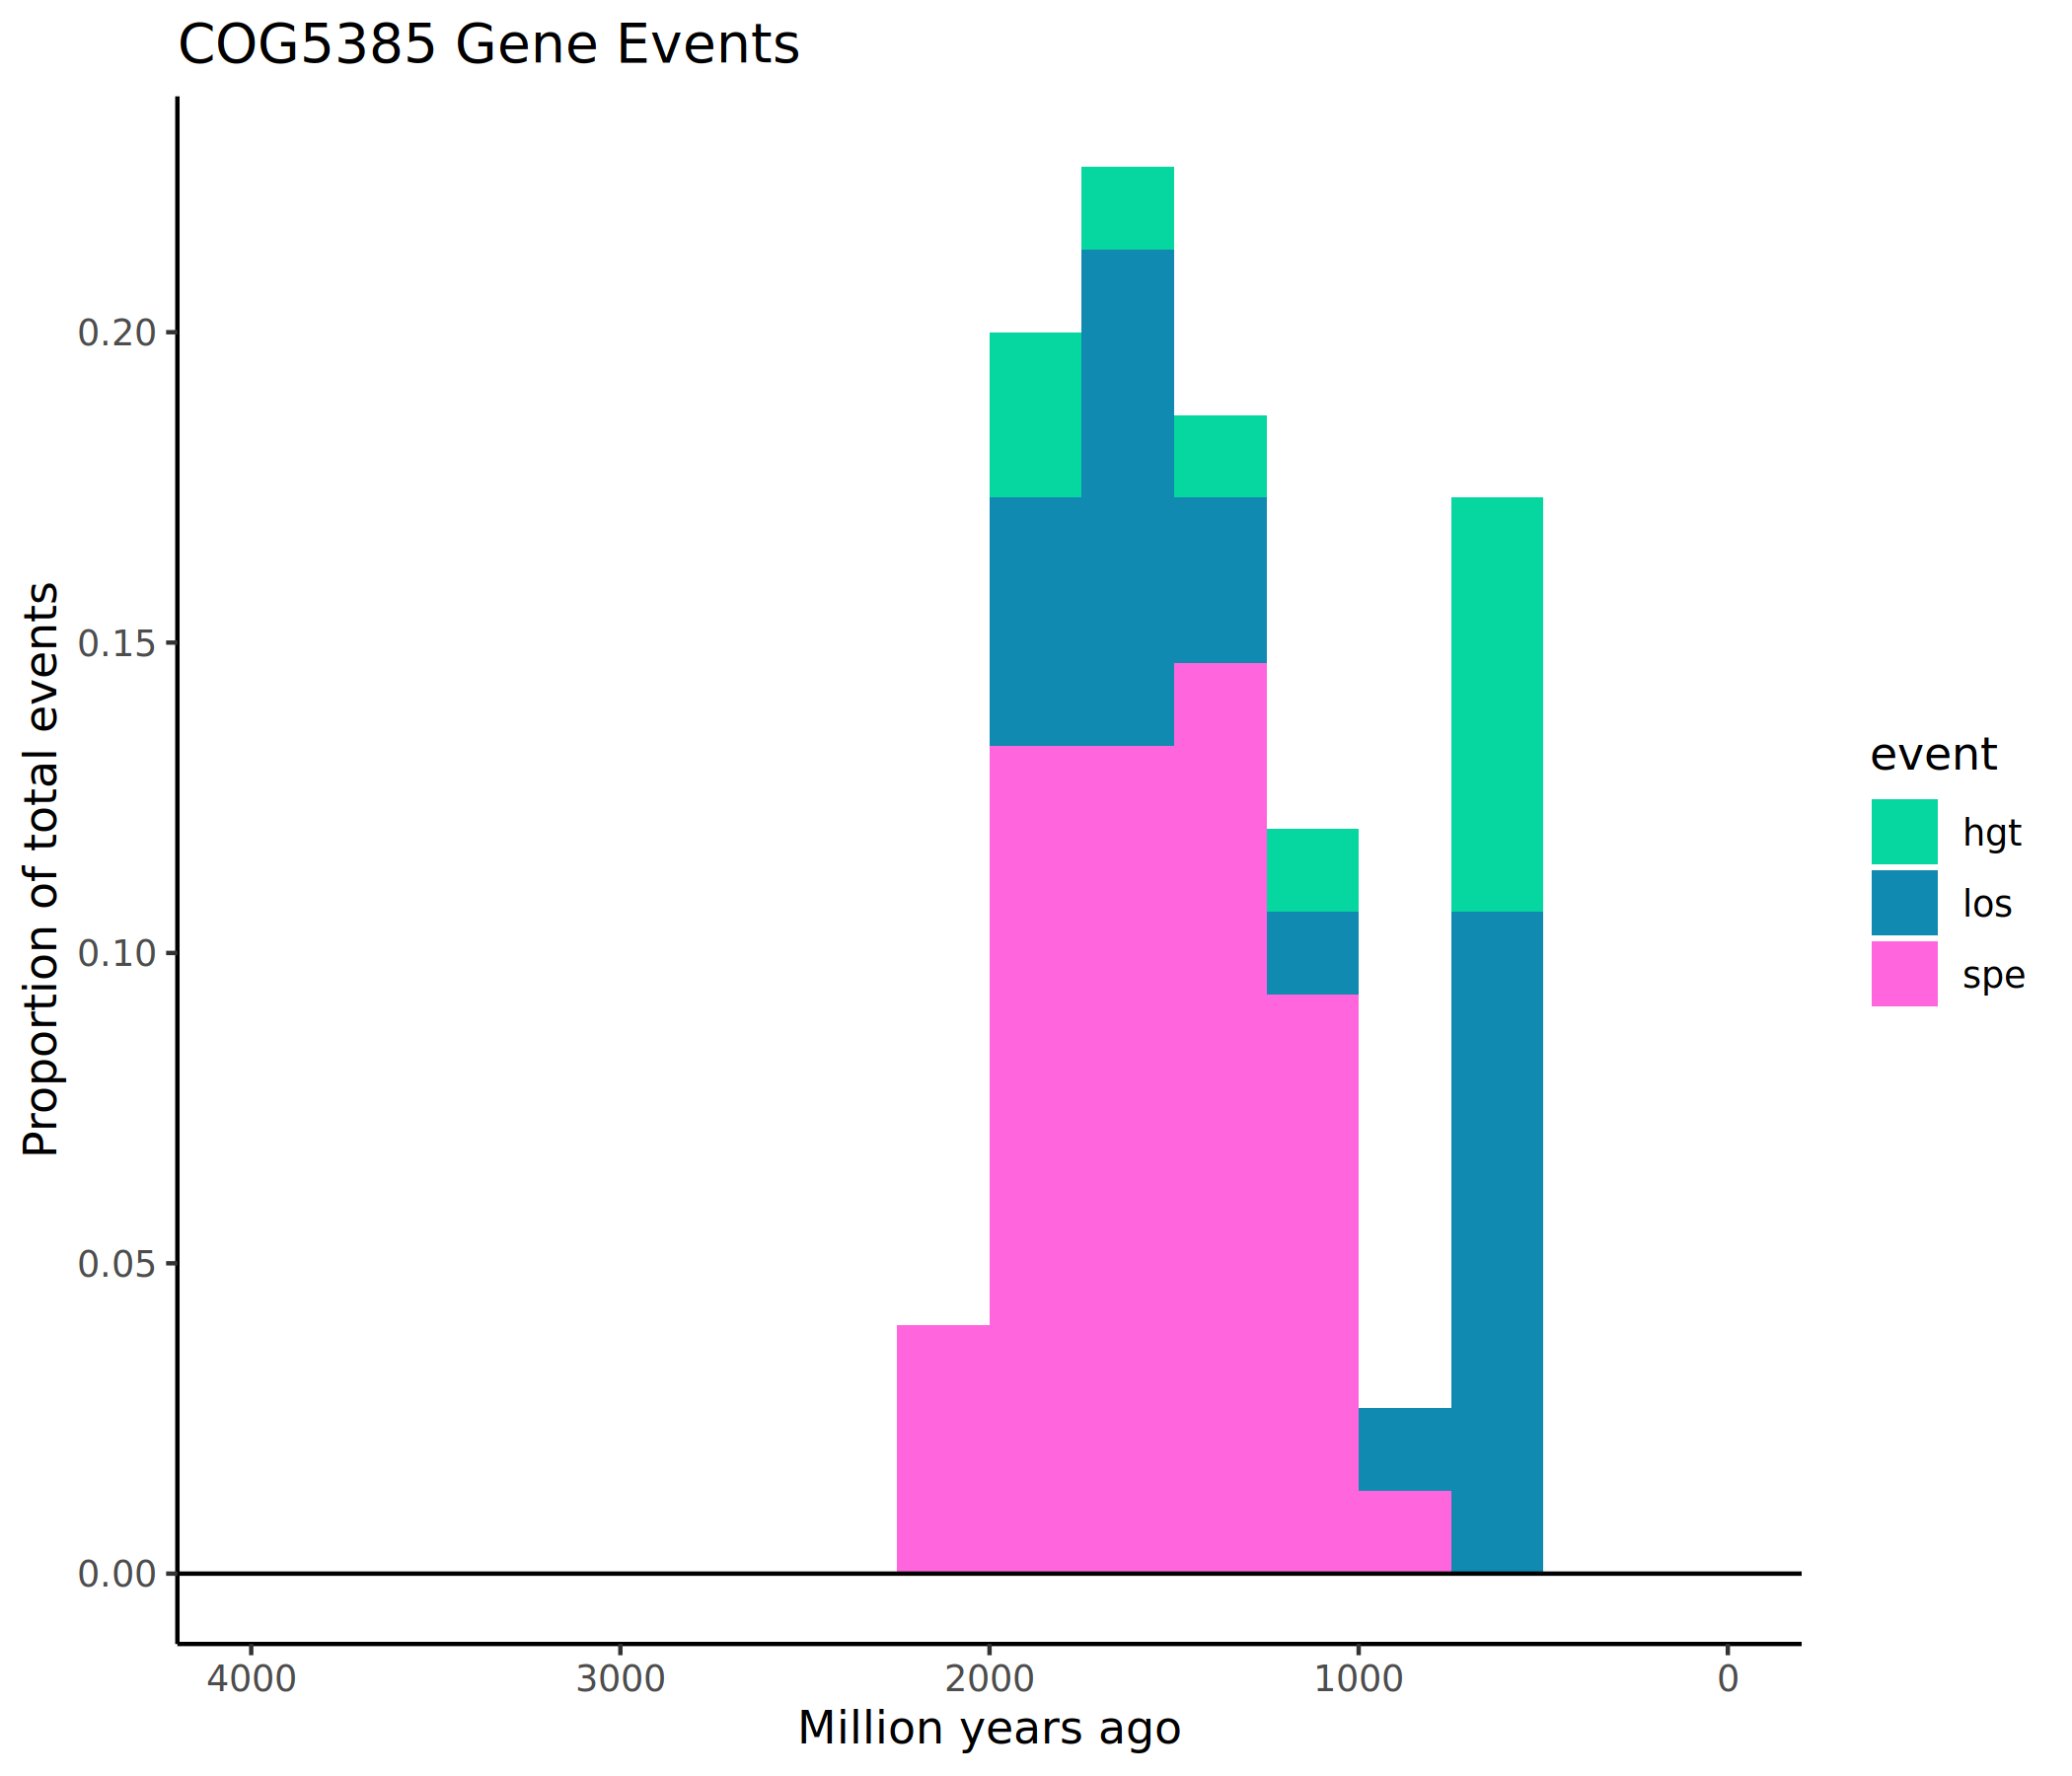 COG5385 Gene Events
Proportion of total events
0.20
0.15
0.10
0.05
0.00
4000 3000 2000 1000 0
Million years ago
event
hgt
los
spe